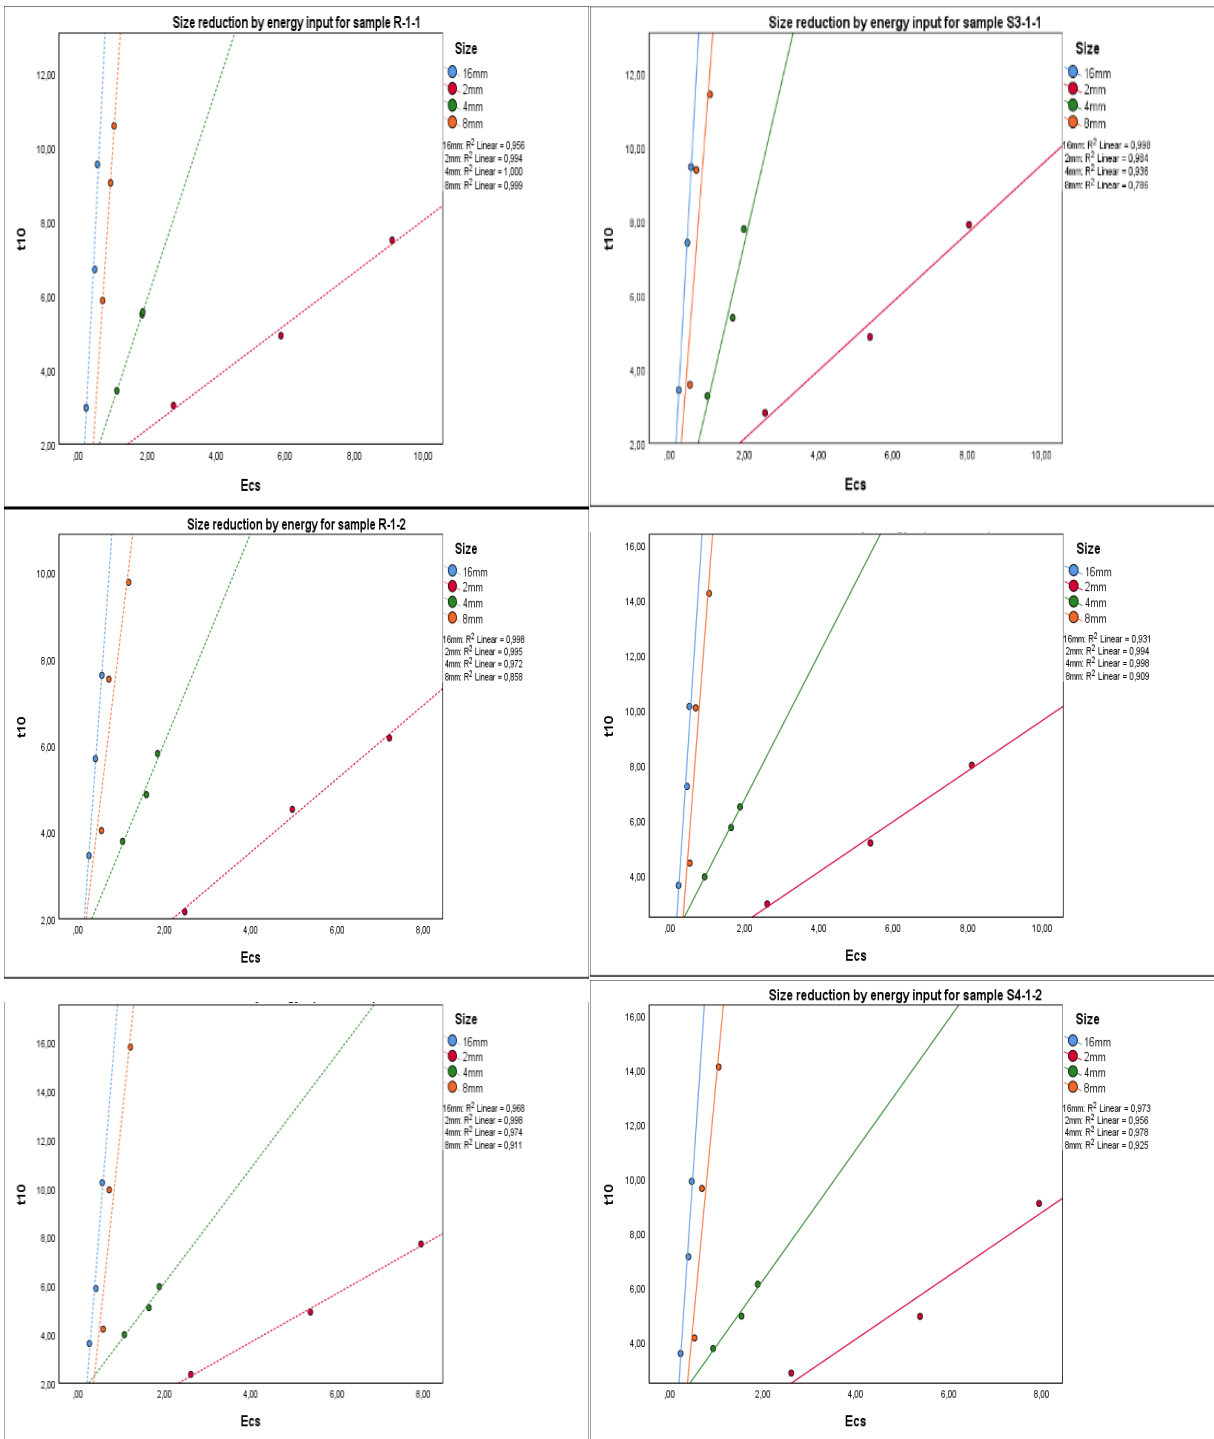 Size reduction by energy input for sample R-1-1
Size
16mm
2mm
4mm
8mm
16mm: R² Linear = 0,956
2mm: R² Linear = 0,994
4mm: R² Linear = 1,000
8mm: R² Linear = 0,999
12,00
10,00
8,00
6,00
4,00
2,00
t10
,00 2,00 4,00 6,00 8,00 10,00
Ecs
Size reduction by energy input for sample S3-1-1
Size
16mm
2mm
4mm
8mm
16mm: R² Linear = 0,998
2mm: R² Linear = 0,984
4mm: R² Linear = 0,936
8mm: R² Linear = 0,786
12,00
10,00
8,00
6,00
4,00
2,00
t10
,00 2,00 4,00 6,00 8,00 10,00
Ecs
Size reduction by energy for sample R-1-2
Size
16mm
2mm
4mm
8mm
16mm: R² Linear = 0,998
2mm: R² Linear = 0,995
4mm: R² Linear = 0,972
8mm: R² Linear = 0,858
10,00
8,00
6,00
4,00
2,00
t10
,00 2,00 4,00 6,00 8,00
Ecs
Size
16mm
2mm
4mm
8mm
16mm: R² Linear = 0,931
2mm: R² Linear = 0,994
4mm: R² Linear = 0,998
8mm: R² Linear = 0,909
16,00
14,00
12,00
10,00
8,00
6,00
4,00
t10
,00 2,00 4,00 6,00 8,00 10,00
Ecs
Size
16mm
2mm
4mm
8mm
16mm: R² Linear = 0,968
2mm: R² Linear = 0,998
4mm: R² Linear = 0,974
8mm: R² Linear = 0,911
16,00
14,00
12,00
10,00
8,00
6,00
4,00
2,00
t10
,00 2,00 4,00 6,00 8,00
Ecs
Size reduction by energy input for sample S4-1-2
Size
16mm
2mm
4mm
8mm
16mm: R² Linear = 0,973
2mm: R² Linear = 0,956
4mm: R² Linear = 0,978
8mm: R² Linear = 0,925
16,00
14,00
12,00
10,00
8,00
6,00
4,00
t10
,00 2,00 4,00 6,00 8,00
Ecs